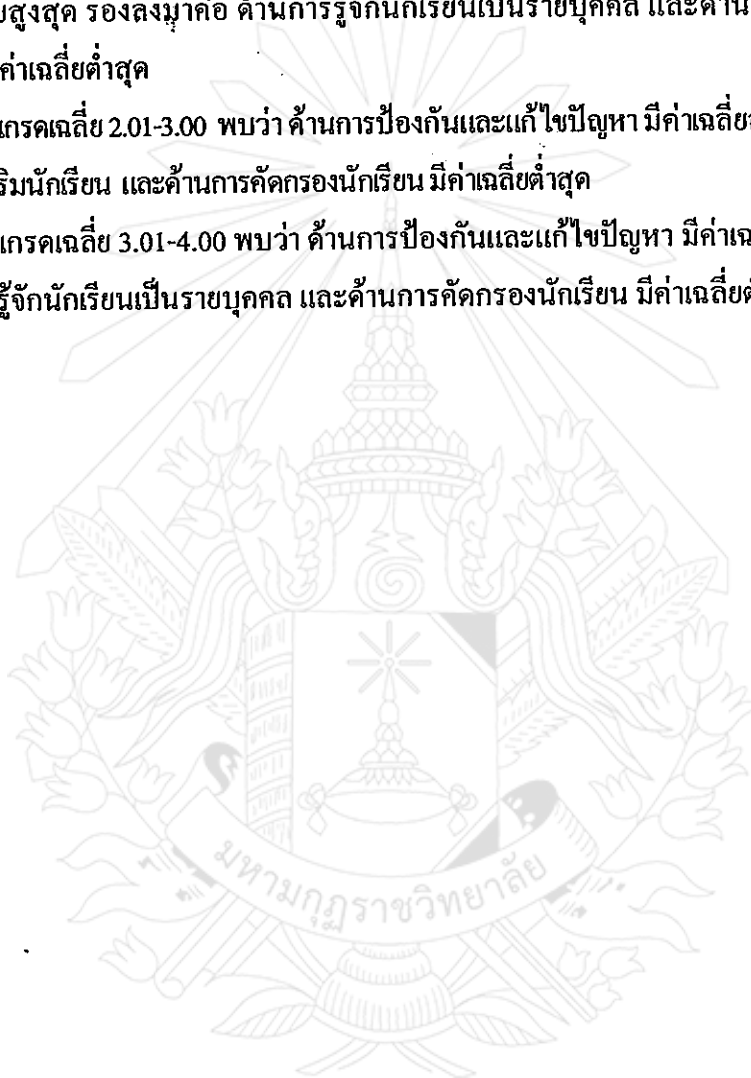 สูงสุด รองลงมาคือ ด้านการรู้จักนักเรียนเป็นรายบุคคล และด้าน
ค่าเฉลี่ยต่ำสุด
เกรดเฉลี่ย 2.01-3.00 พบว่า ด้านการป้องกันและแก้ไขปัญหา มีค่าเฉลี่ย
ริมนักเรียน และด้านการคัดกรองนักเรียน มีค่าเฉลี่ยต่ำสุด
เกรดเฉลี่ย 3.01-4.00 พบว่า ด้านการป้องกันและแก้ไขปัญหา มีค่าเฉ
รู้จักนักเรียนเป็นรายบุคคล และด้านการคัดกรองนักเรียน มีค่าเฉลี่ยต
มหามกุฏราชวิทยาลัย